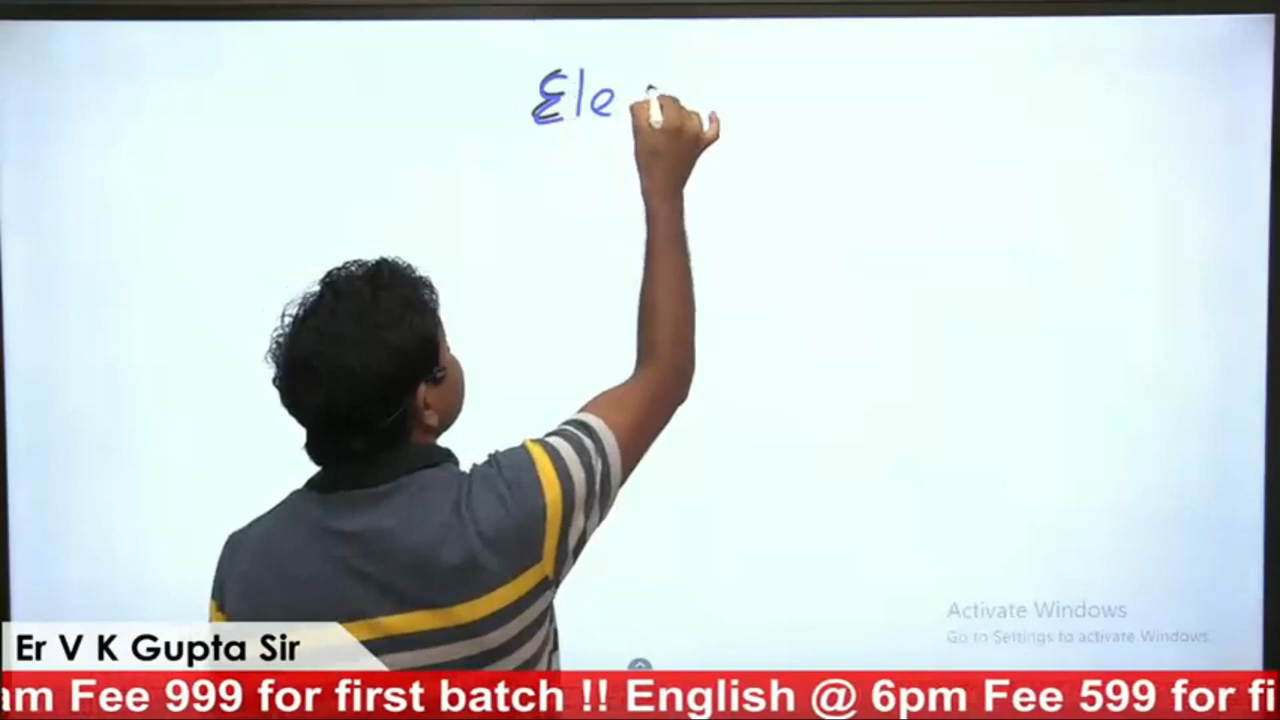 Ele
Activate Windows
Go to Settings to activate Windows.
Er V K Gupta Sir
am Fee 999 for first batch !! English @ 6pm Fee 599 for fi